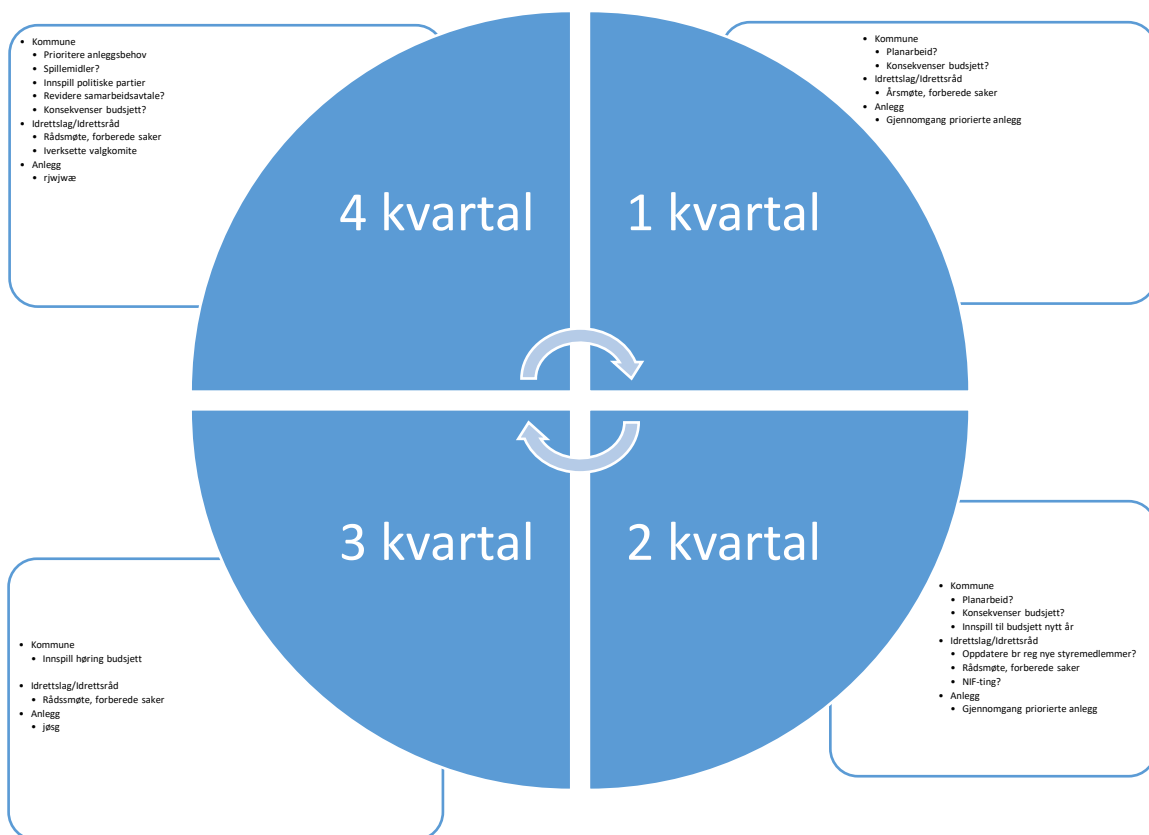 • Kommune
• Prioritere anleggsbehov
• Spillemidler?
• Innspill politiske partier
• Revidere samarbeidsavtale?
• Konsekvenser budsjett?
• Idrettslag/Idrettsråd
• Rådsmøte, forberede saker
• Iverksette valgkomite
• Anlegg
• rjwjwæ
4 kvartal
• Kommune
• Planarbeid?
• Konsekvenser budsjett?
• Idrettslag/Idrettsråd
• Årsmøte, forberede saker
• Anlegg
• Gjennomgang priorierte anlegg
1 kvartal
• Kommune
• Innspill høring budsjett
• Idrettslag/Idrettsråd
• Rådssmøte, forberede saker
• Anlegg
• jøsg
3 kvartal
2 kvartal
• Kommune
• Planarbeid?
• Konsekvenser budsjett?
• Innspill til budsjett nytt år
• Idrettslag/Idrettsråd
• Oppdatere br reg nye styremedlemmer?
• Rådsmøte, forberede saker
• NIF-ting?
• Anlegg
• Gjennomgang priorierte anlegg